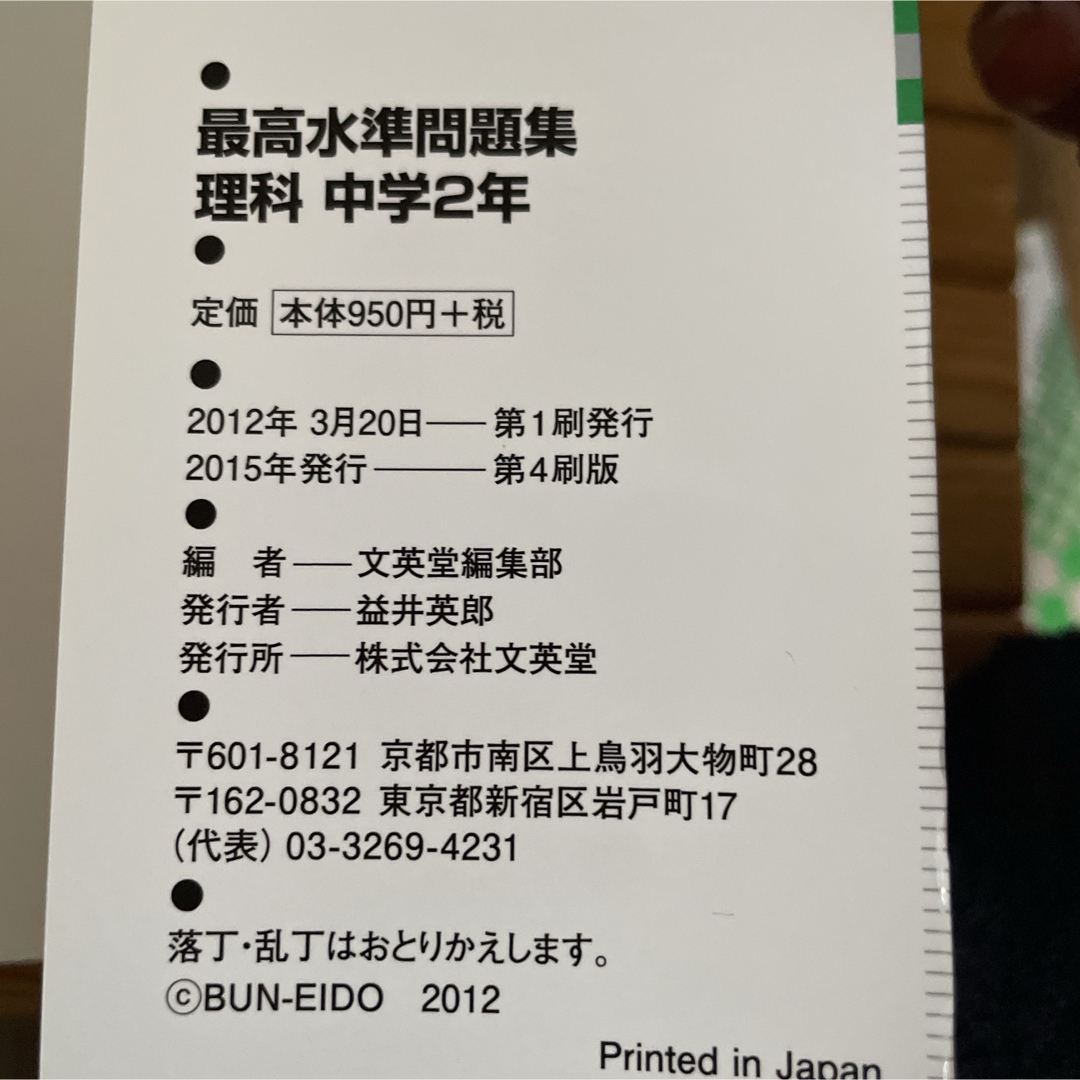 最高水準問題集
理科 中学2年
定価 本体950円+税
2012年 3月20日――第1刷発行
2015年発行―――第4刷版
編 者――文英堂編集部
発行者――益井英郎
発行所――株式会社文英堂
〒601-8121 京都市南区上鳥羽大物町28
〒162-0832 東京都新宿区岩戸町17
(代表) 03-3269-4231
落丁・乱丁はおとりかえします。
©BUN-EIDO 2012
Printed in Japan